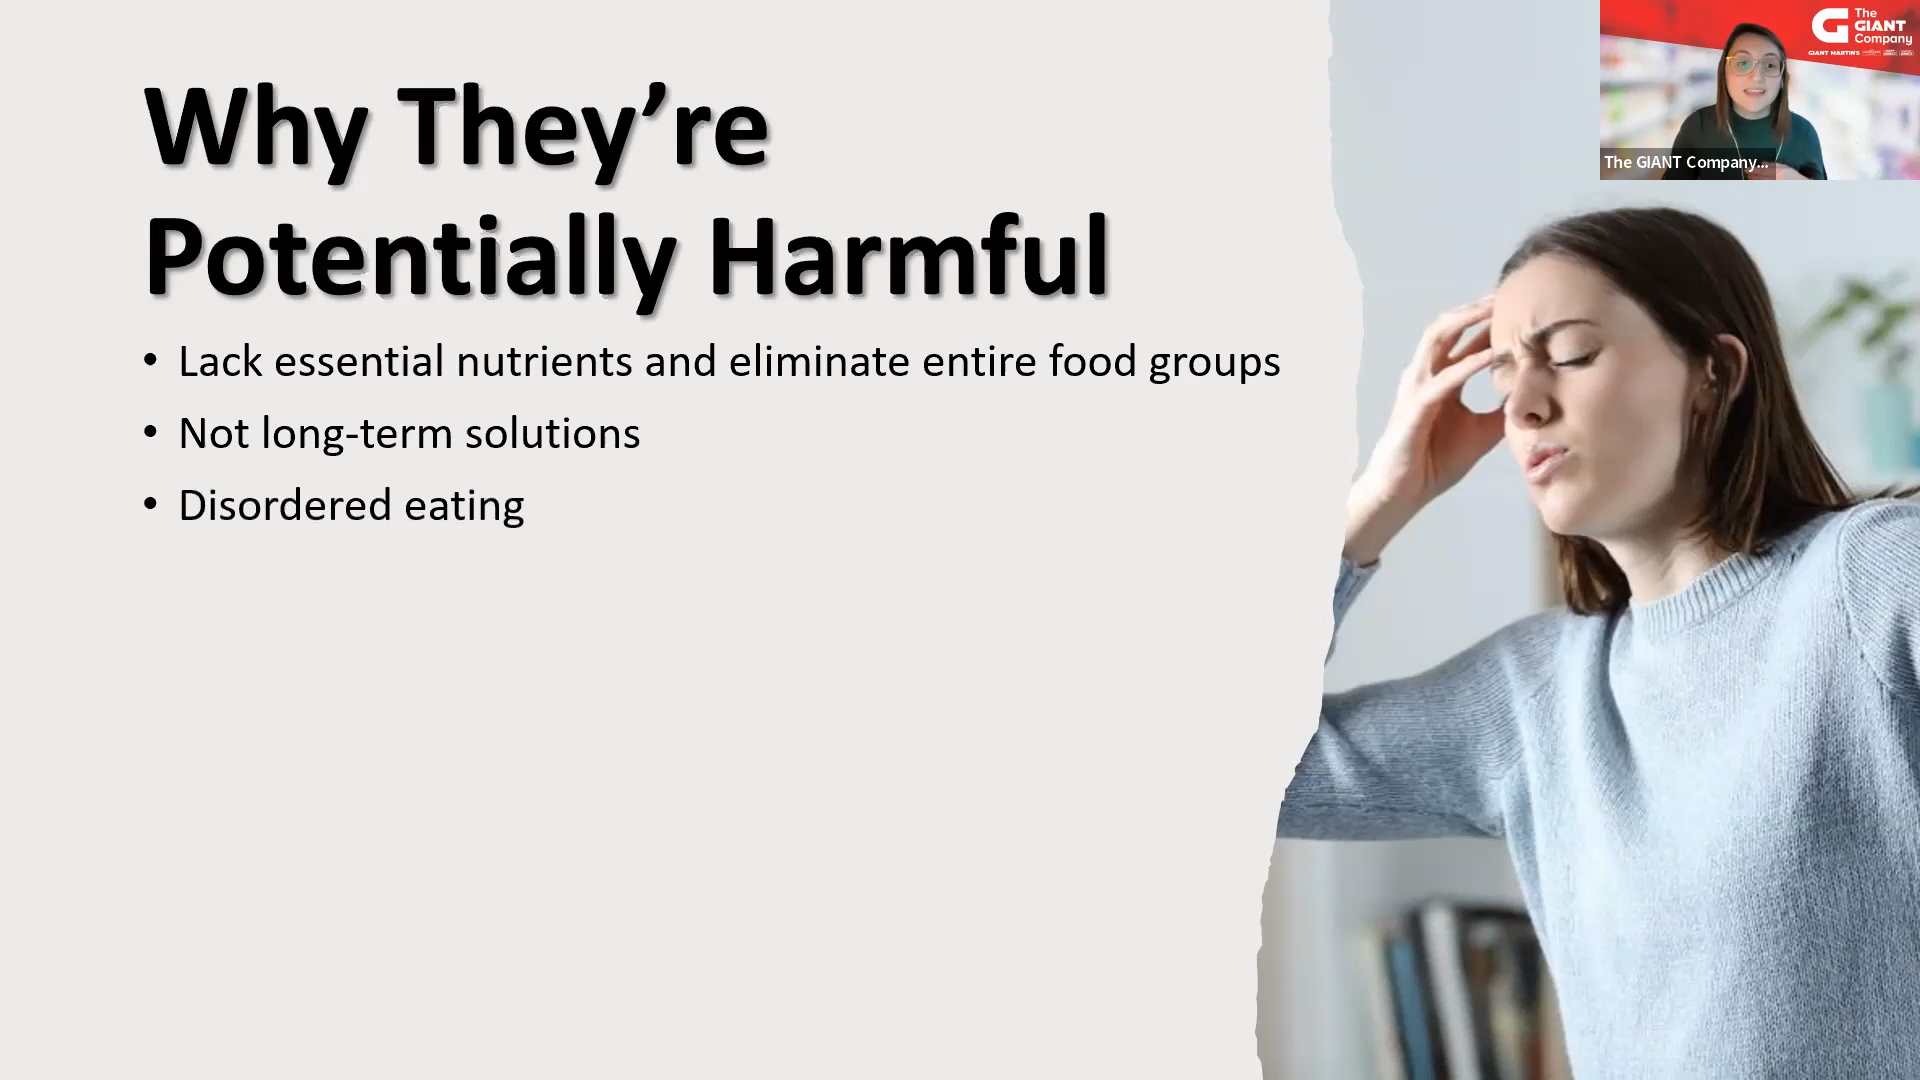 Why They’re
Potentially Harmful
• Lack essential nutrients and eliminate entire food groups
• Not long-term solutions
• Disordered eating
The
GIANT
Company
GIANT MARTIN'S
The GIANT Company...